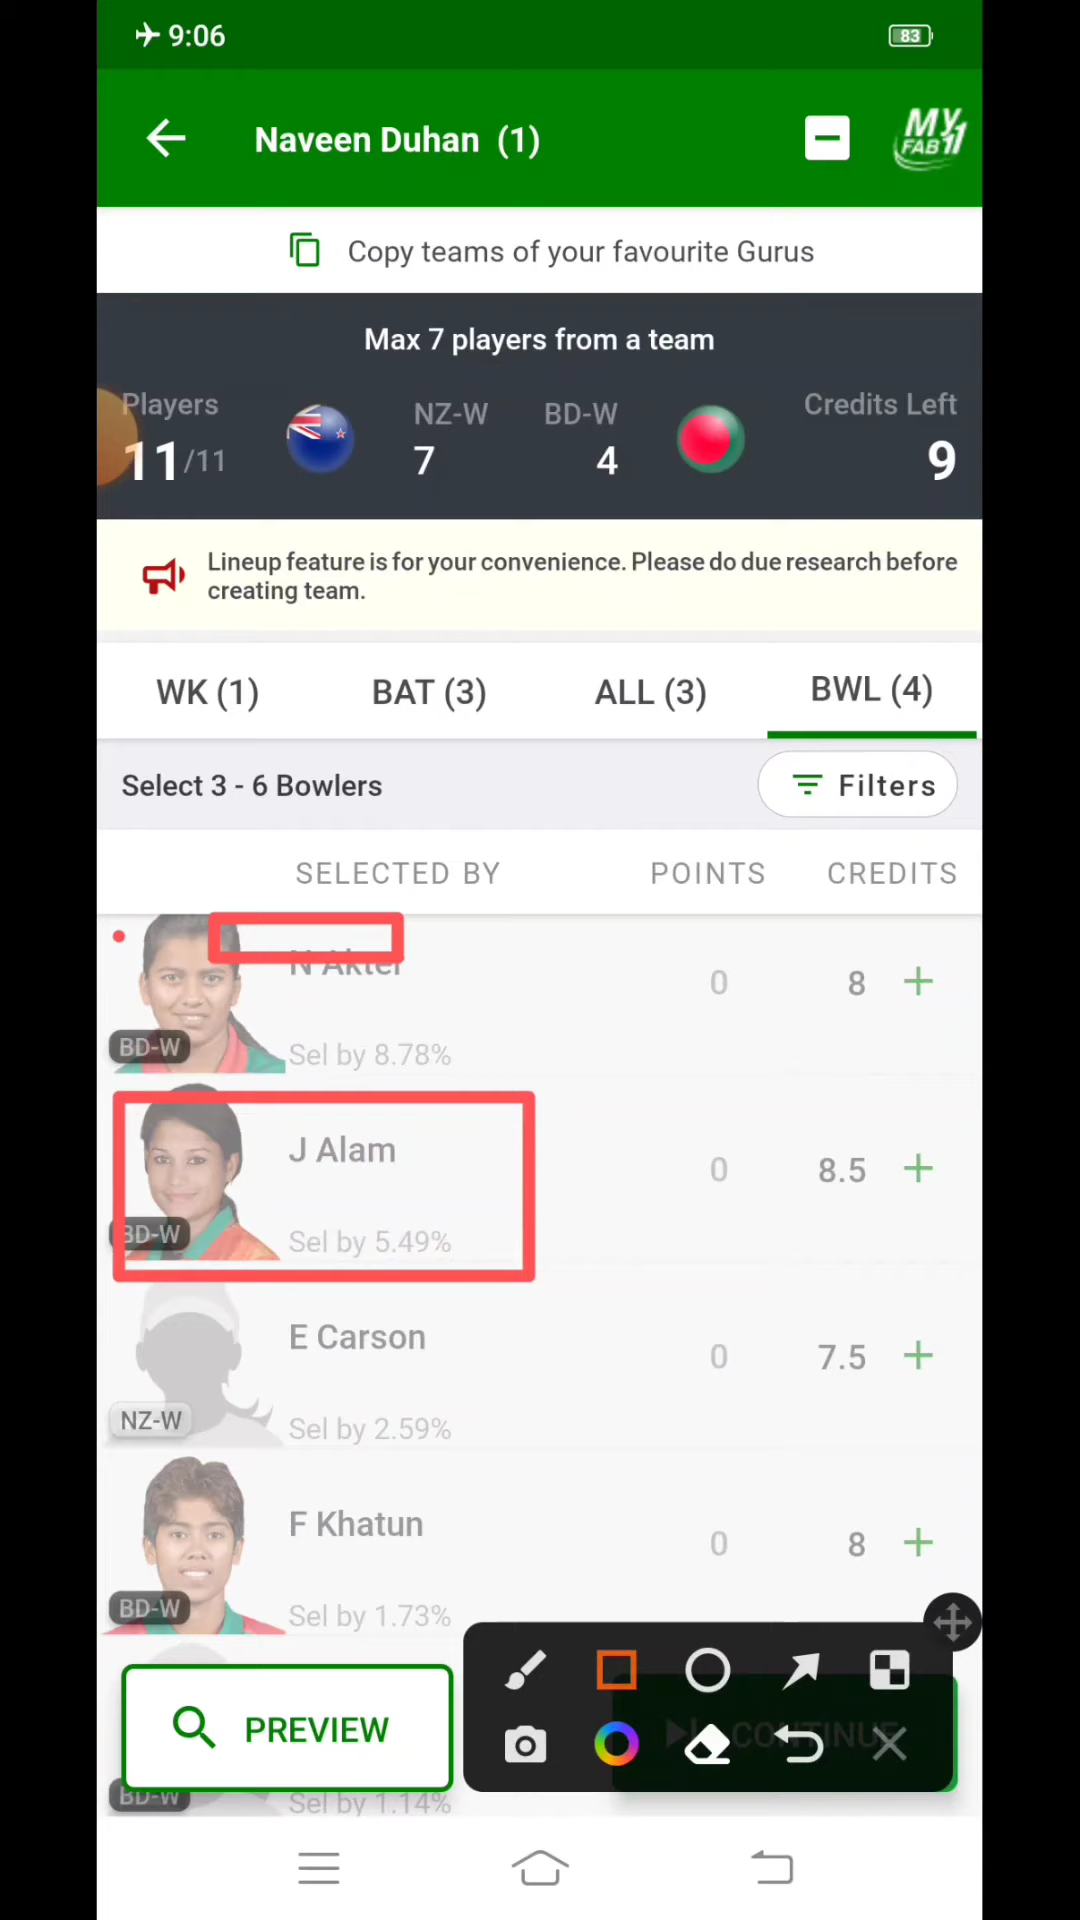 9:06
83
Naveen Duhan (1)
MY FAB11
Copy teams of your favourite Gurus
Max 7 players from a team
Players
NZ-W
BD-W
Credits Left
11/11
7
4
9
Lineup feature is for your convenience. Please do due research before
creating team.
WK (1)
BAT (3)
ALL (3)
BWL (4)
Select 3 - 6 Bowlers
Filters
SELECTED BY
POINTS
CREDITS
N Akter
0
8
BD-W
Sel by 8.78%
J Alam
0
8.5
BD-W
Sel by 5.49%
E Carson
0
7.5
NZ-W
Sel by 2.59%
F Khatun
0
8
BD-W
Sel by 1.73%
PREVIEW
CONTINUE
BD-W
Sel by 1.14%